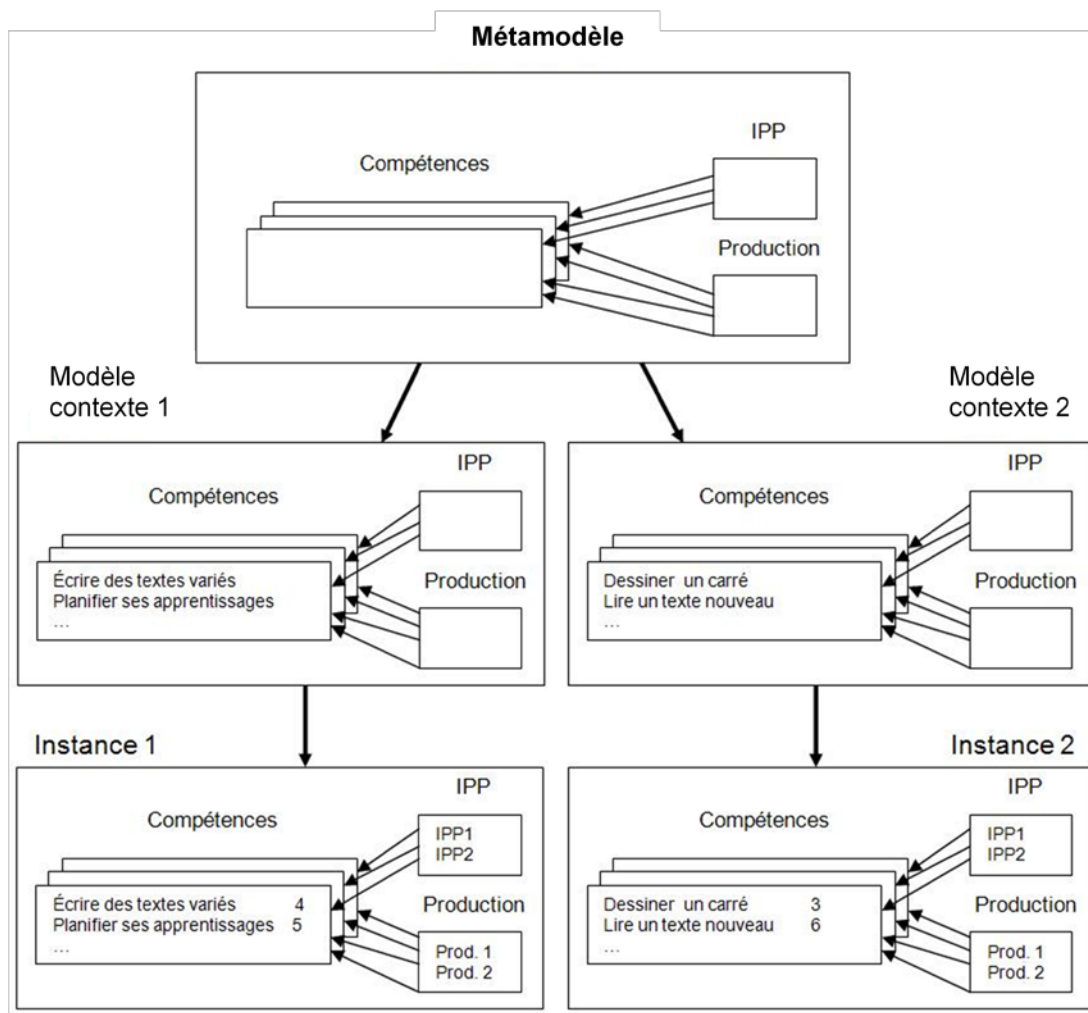 Métamodèle
IPP
Compétences
Production
Modèle
contexte 1
Modèle
contexte 2
IPP
Compétences
Écrire des textes variés
Planifier ses apprentissages
…
Production
IPP
Compétences
Dessiner un carré
Lire un texte nouveau
…
Production
Instance 1
Instance 2
IPP
Compétences
IPP1
IPP2
Écrire des textes variés 4
Planifier ses apprentissages 5
…
Production
Prod. 1
Prod. 2
IPP
Compétences
IPP1
IPP2
Dessiner un carré 3
Lire un texte nouveau 6
…
Production
Prod. 1
Prod. 2